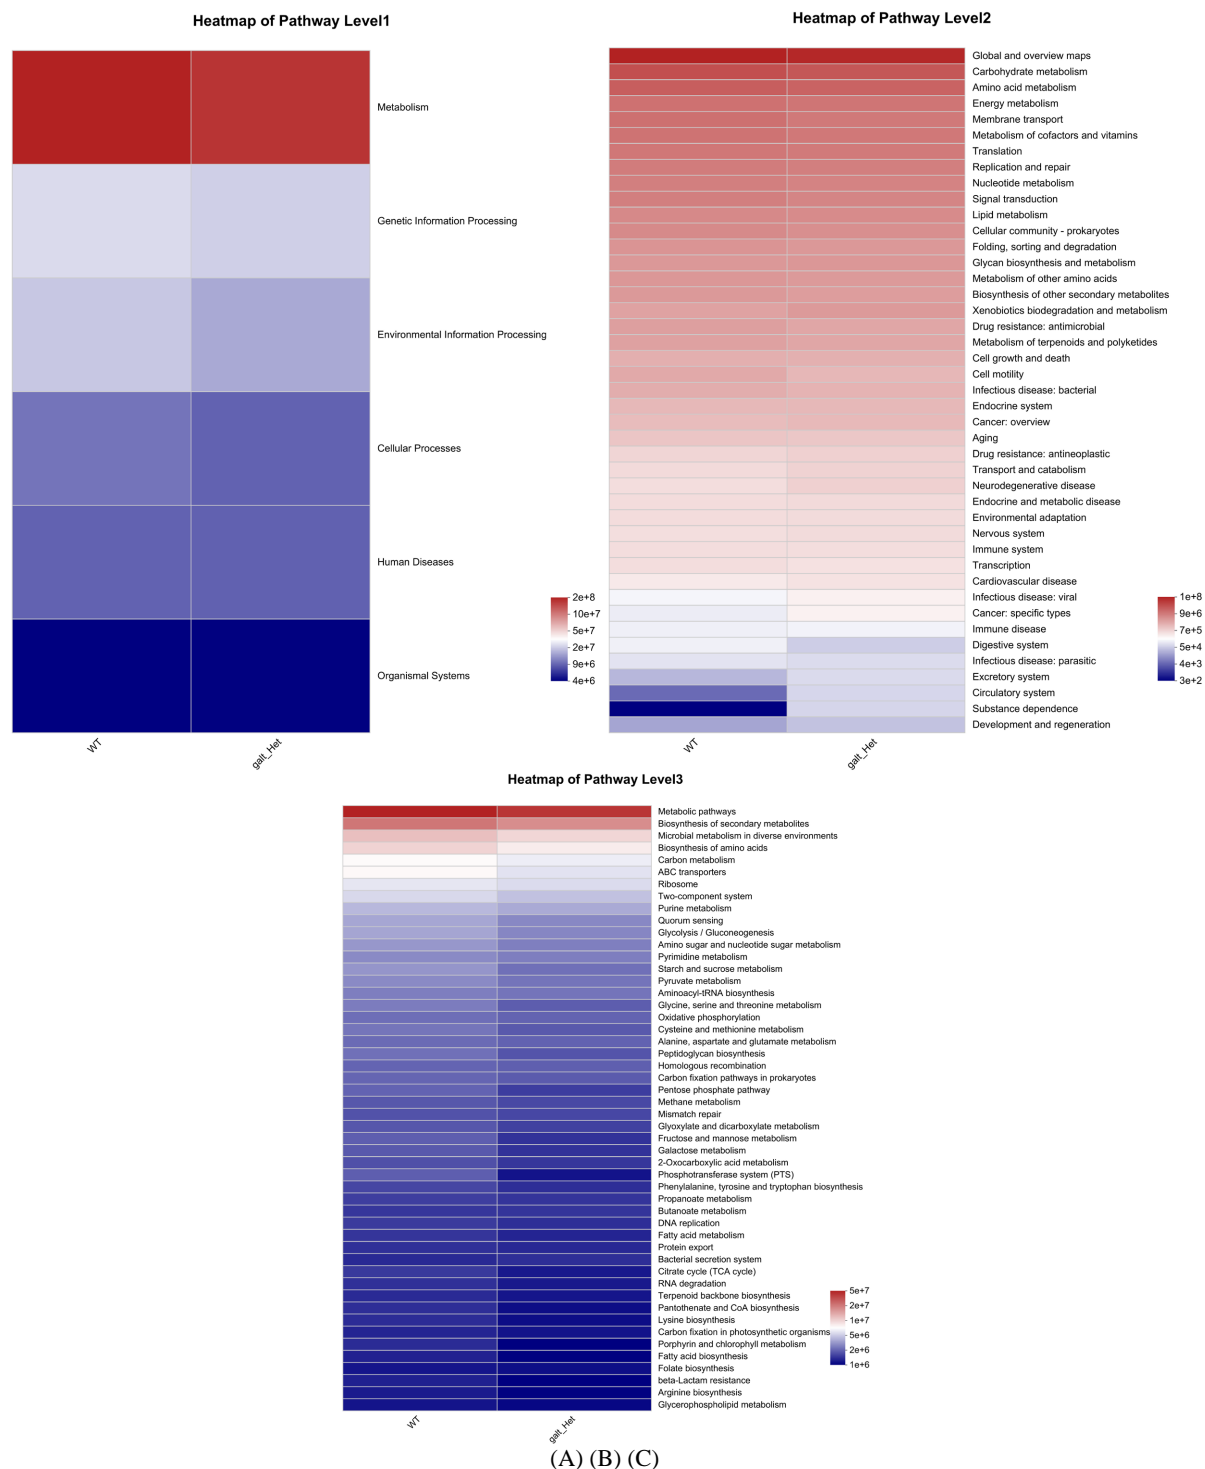 Heatmap of Pathway Level1
Metabolism
Genetic Information Processing
Environmental Information Processing
Cellular Processes
Human Diseases
Organismal Systems
2e+8
10e+7
5e+7
2e+7
9e+6
4e+6
WT
galt_Het
Heatmap of Pathway Level2
Global and overview maps
Carbohydrate metabolism
Amino acid metabolism
Energy metabolism
Membrane transport
Metabolism of cofactors and vitamins
Translation
Replication and repair
Nucleotide metabolism
Signal transduction
Lipid metabolism
Cellular community - prokaryotes
Folding, sorting and degradation
Glycan biosynthesis and metabolism
Metabolism of other amino acids
Biosynthesis of other secondary metabolites
Xenobiotics biodegradation and metabolism
Drug resistance: antimicrobial
Metabolism of terpenoids and polyketides
Cell growth and death
Cell motility
Infectious disease: bacterial
Endocrine system
Cancer: overview
Aging
Drug resistance: antineoplastic
Transport and catabolism
Neurodegenerative disease
Endocrine and metabolic disease
Environmental adaptation
Nervous system
Immune system
Transcription
Cardiovascular disease
Infectious disease: viral
Cancer: specific types
Immune disease
Digestive system
Infectious disease: parasitic
Excretory system
Circulatory system
Substance dependence
Development and regeneration
1e+8
9e+6
7e+5
5e+4
4e+3
3e+2
WT
galt_Het
Heatmap of Pathway Level3
Metabolic pathways
Biosynthesis of secondary metabolites
Microbial metabolism in diverse environments
Biosynthesis of amino acids
Carbon metabolism
ABC transporters
Ribosome
Two-component system
Purine metabolism
Quorum sensing
Glycolysis / Gluconeogenesis
Amino sugar and nucleotide sugar metabolism
Pyrimidine metabolism
Starch and sucrose metabolism
Pyruvate metabolism
Aminoacyl-tRNA biosynthesis
Glycine, serine and threonine metabolism
Oxidative phosphorylation
Cysteine and methionine metabolism
Alanine, aspartate and glutamate metabolism
Peptidoglycan biosynthesis
Homologous recombination
Carbon fixation pathways in prokaryotes
Pentose phosphate pathway
Methane metabolism
Mismatch repair
Glyoxylate and dicarboxylate metabolism
Fructose and mannose metabolism
Galactose metabolism
2-Oxocarboxylic acid metabolism
Phosphotransferase system (PTS)
Phenylalanine, tyrosine and tryptophan biosynthesis
Propanoate metabolism
Butanoate metabolism
DNA replication
Fatty acid metabolism
Protein export
Bacterial secretion system
Citrate cycle (TCA cycle)
RNA degradation
Terpenoid backbone biosynthesis
Pantothenate and CoA biosynthesis
Lysine biosynthesis
Carbon fixation in photosynthetic organisms
Porphyrin and chlorophyll metabolism
Fatty acid biosynthesis
Folate biosynthesis
beta-Lactam resistance
Arginine biosynthesis
Glycerophospholipid metabolism
5e+7
2e+7
1e+7
5e+6
2e+6
1e+6
WT
galt_Het
(A) (B) (C)